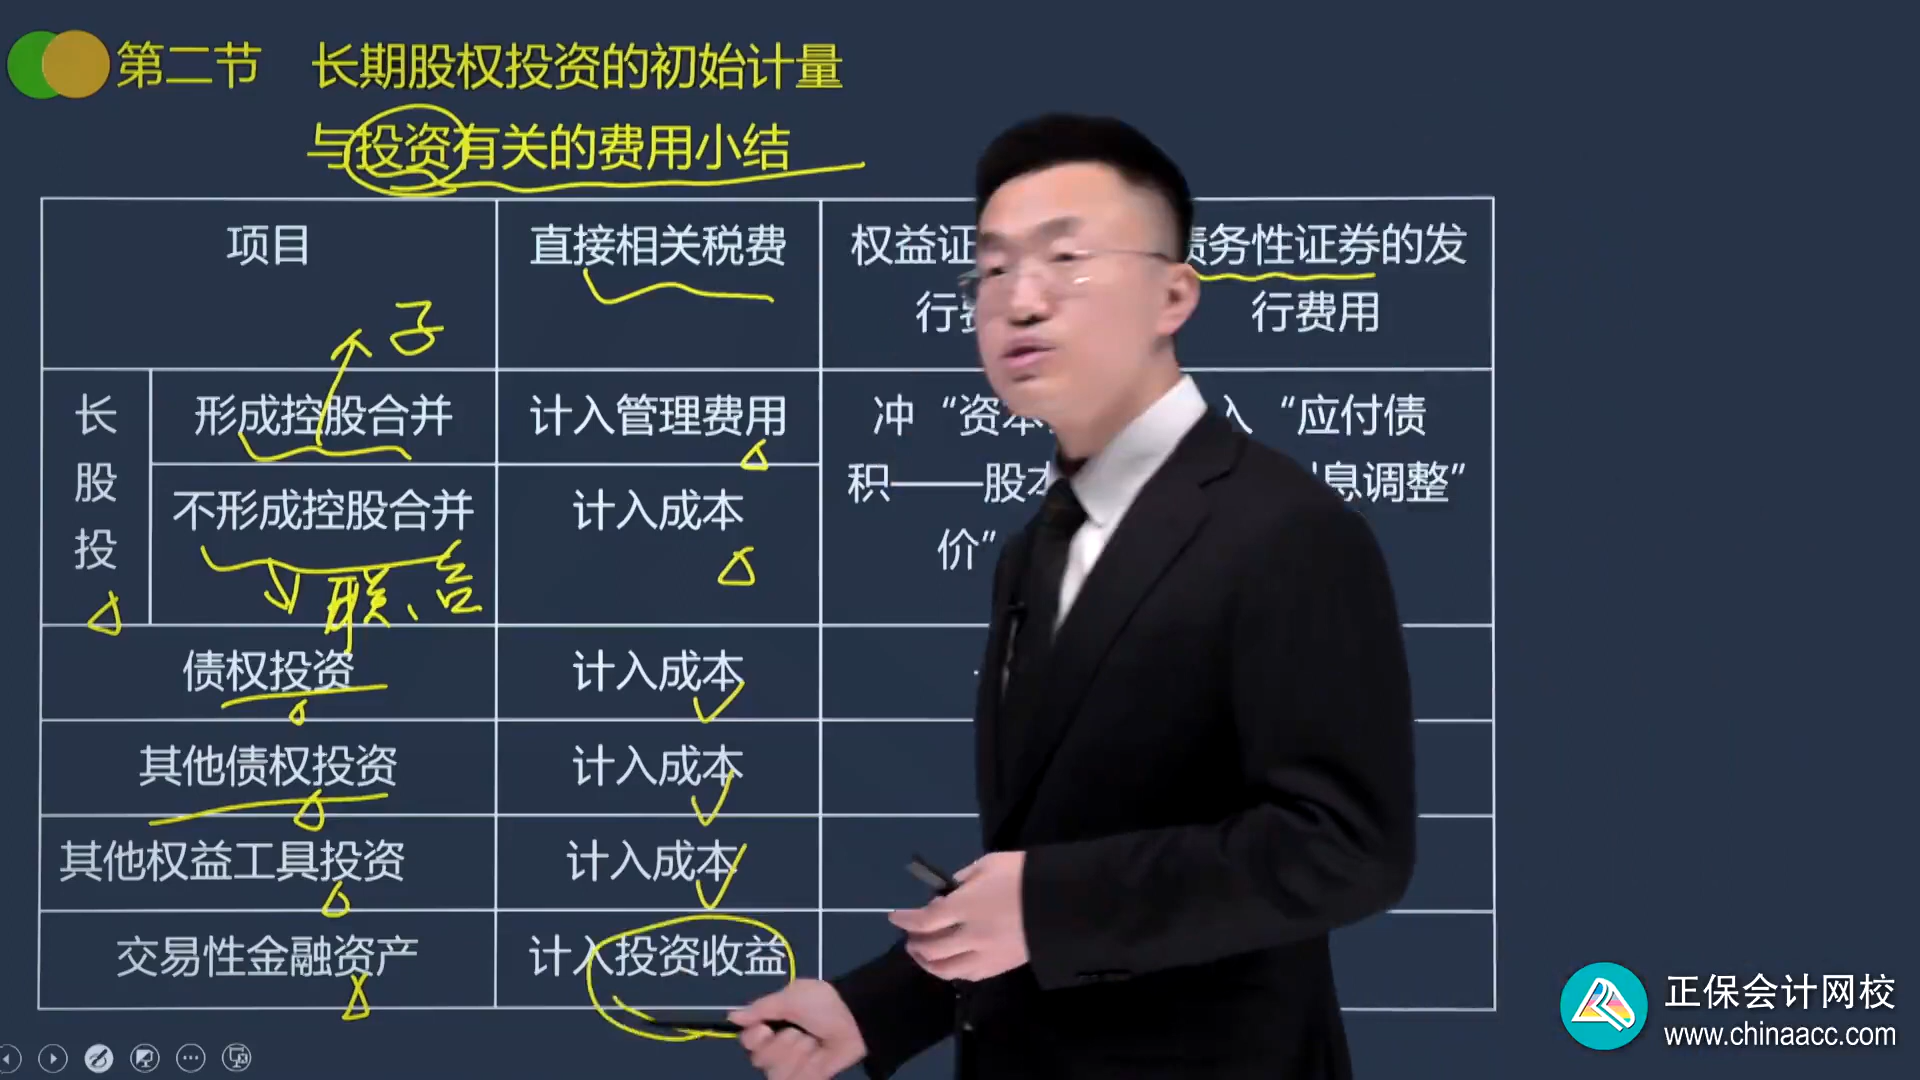 第二节 长期股权投资的初始计量
与投资有关的费用小结
项目
直接相关税费
权益证
行费
务性证券的发
行费用
子
长
股
投
形成控股合并
计入管理费用
冲“资本
积——股本
价”
入“应付债
息调整”
不形成控股合并
计入成本
联、合
债权投资
计入成本
其他债权投资
计入成本
其他权益工具投资
计入成本
交易性金融资产
计入投资收益
正保会计网校
www.chinaacc.com